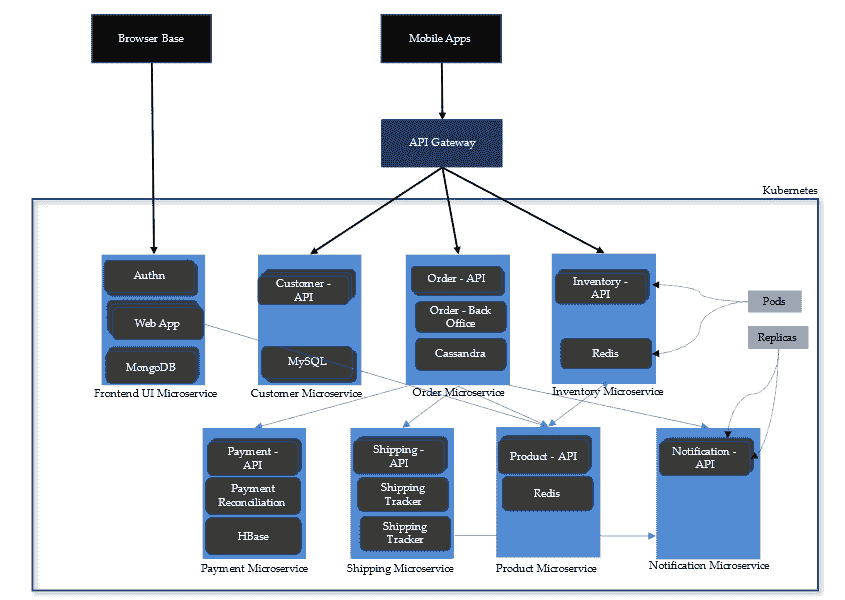 Browser Base
Mobile Apps
API Gateway
Kubernetes
Authn
Web App
MongoDB
Frontend UI Microservice
Customer -
API
MySQL
Customer Microservice
Order - API
Order - Back
Office
Cassandra
Order Microservice
Inventory -
API
Redis
Inventory Microservice
Pods
Replicas
Payment -
API
Payment
Reconciliation
HBase
Payment Microservice
Shipping -
API
Shipping
Tracker
Shipping
Tracker
Shipping Microservice
Product - API
Redis
Product Microservice
Notification -
API
Notification Microservice